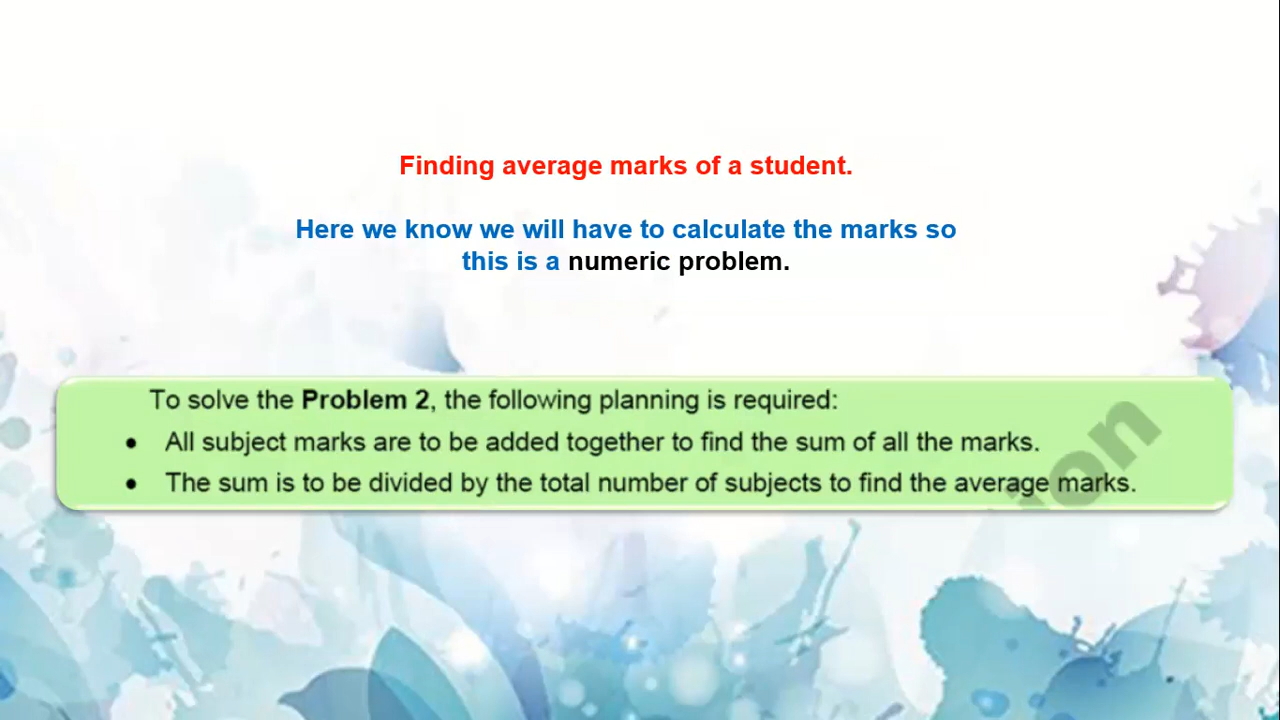 Finding average marks of a student.
Here we know we will have to calculate the marks so
this is a numeric problem.
To solve the Problem 2, the following planning is required:
• All subject marks are to be added together to find the sum of all the marks.
• The sum is to be divided by the total number of subjects to find the average marks.